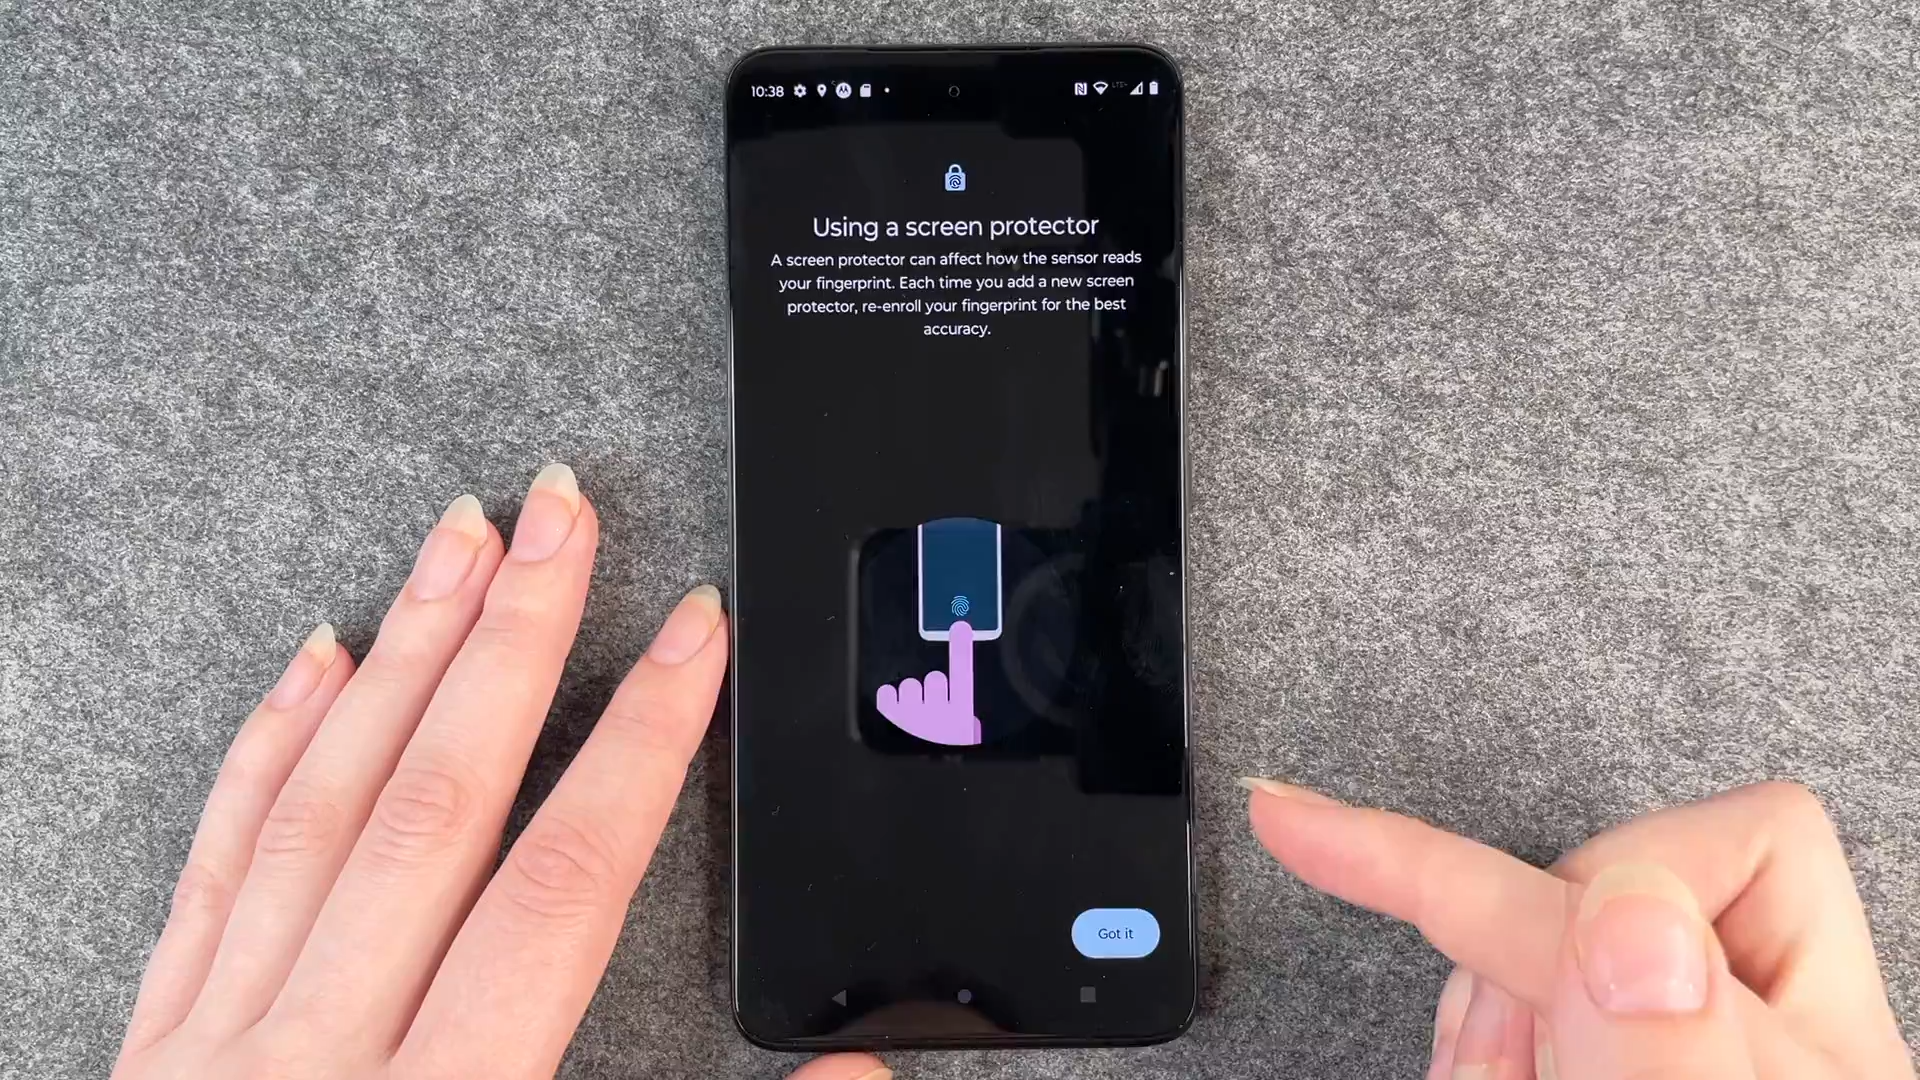 10:38
LTE+
Using a screen protector
A screen protector can affect how the sensor reads
your fingerprint. Each time you add a new screen
protector, re-enroll your fingerprint for the best
accuracy.
Got it